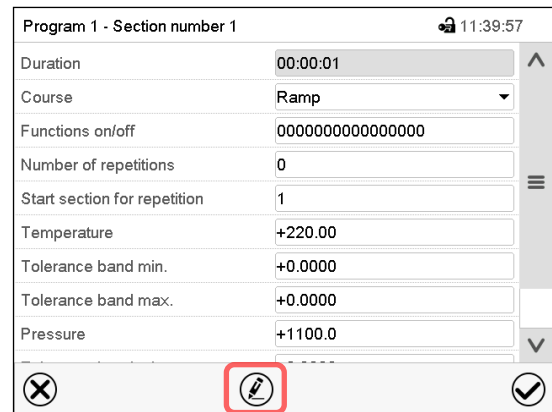 Program 1 - Section number 1 11:39:57
Duration 00:00:01
Course Ramp
Functions on/off 0000000000000000
Number of repetitions 0
Start section for repetition 1
Temperature +220.00
Tolerance band min. +0.0000
Tolerance band max. +0.0000
Pressure +1100.0